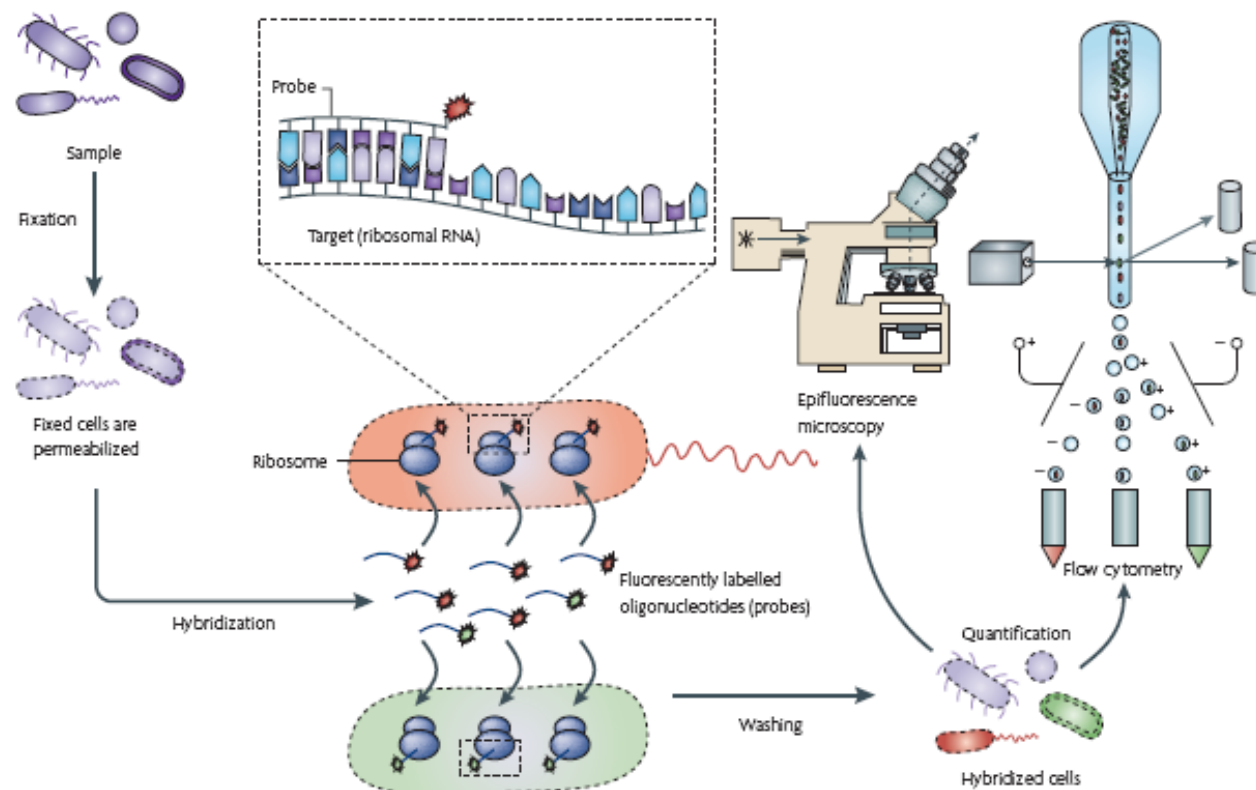 Sample
Fixation
Fixed cells are
permeabilized
Hybridization
Probe
Target (ribosomal RNA)
Ribosome
Fluorescently labelled
oligonucleotides (probes)
Washing
Epifluorescence
microscopy
+
−
−
+
+
+
−
−
+
Flow cytometry
Quantification
Hybridized cells